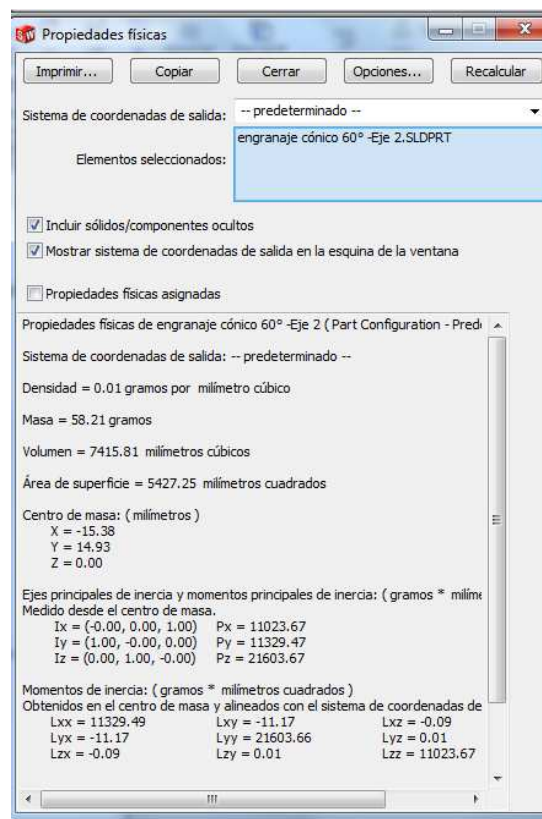 Propiedades físicas
Imprimir... Copiar Cerrar Opciones... Recalcular
Sistema de coordenadas de salida: -- predeterminado --
Elementos seleccionados: engranaje cónico 60º -Eje 2.SLDPRT
Incluir sólidos/componentes ocultos
Mostrar sistema de coordenadas de salida en la esquina de la ventana
Propiedades físicas asignadas
Propiedades físicas de engranaje cónico 60º -Eje 2 ( Part Configuration - Pred
Sistema de coordenadas de salida: -- predeterminado --
Densidad = 0.01 gramos por milímetro cúbico
Masa = 58.21 gramos
Volumen = 7415.81 milímetros cúbicos
Área de superficie = 5427.25 milímetros cuadrados
Centro de masa: ( milímetros )
X = -15.38
Y = 14.93
Z = 0.00
Ejes principales de inercia y momentos principales de inercia: ( gramos * milím
Medido desde el centro de masa.
Ix = (-0.00, 0.00, 1.00) Px = 11023.67
Iy = (1.00, -0.00, 0.00) Py = 11329.47
Iz = (0.00, 1.00, -0.00) Pz = 21603.67
Momentos de inercia: ( gramos * milímetros cuadrados )
Obtenidos en el centro de masa y alineados con el sistema de coordenadas de
Lxx = 11329.49 Lxy = -11.17 Lxz = -0.09
Lyx = -11.17 Lyy = 21603.66 Lyz = 0.01
Lzx = -0.09 Lzy = 0.01 Lzz = 11023.67